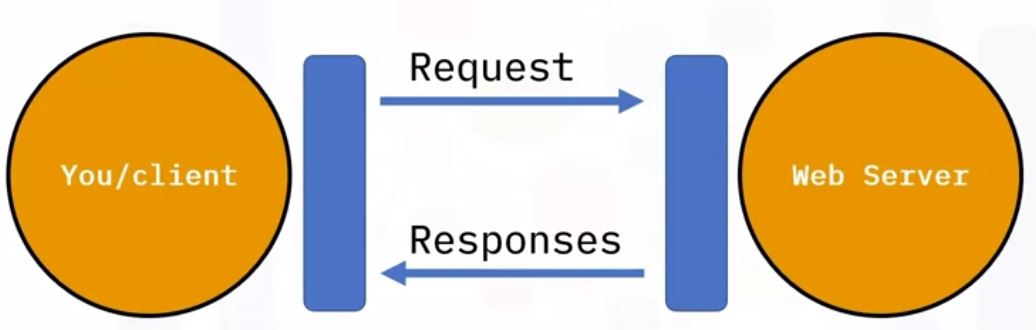 Request
You/client
Web Server
Responses